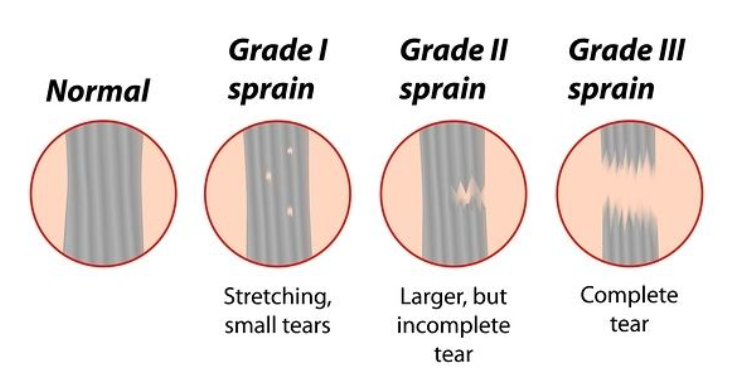 Normal
Grade I
sprain
Grade II
sprain
Grade III
sprain
Stretching,
small tears
Larger, but
incomplete
tear
Complete
tear